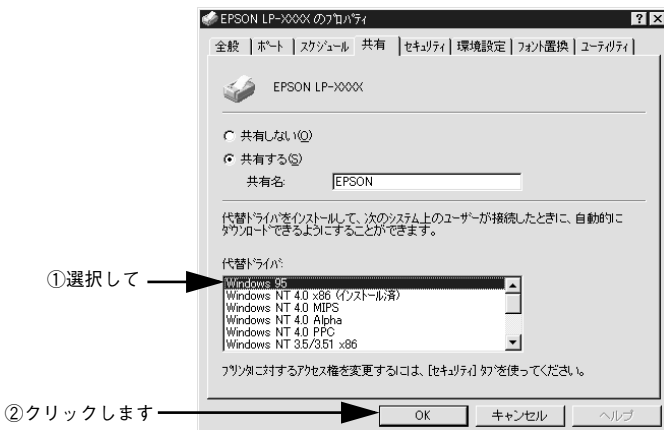 EPSON LP-XXXX のプロパティ
全般 ポート スケジュール 共有 セキュリティ 環境設定 フォント置換 ユーティリティ
EPSON LP-XXXX
共有しない(O)
共有する(S)
共有名: EPSON
代替ドライバをインストールして、次のシステム上のユーザーが接続したときに、自動的に
ダウンロードできるようにすることができます。
代替ドライバ:
①選択して
Windows 95
Windows NT 4.0 x86 (インストール済)
Windows NT 4.0 MIPS
Windows NT 4.0 Alpha
Windows NT 4.0 PPC
Windows NT 3.5/3.51 x86
プリンタに対するアクセス権を変更するには、[セキュリティ] タブを使ってください。
②クリックします
OK キャンセル ヘルプ